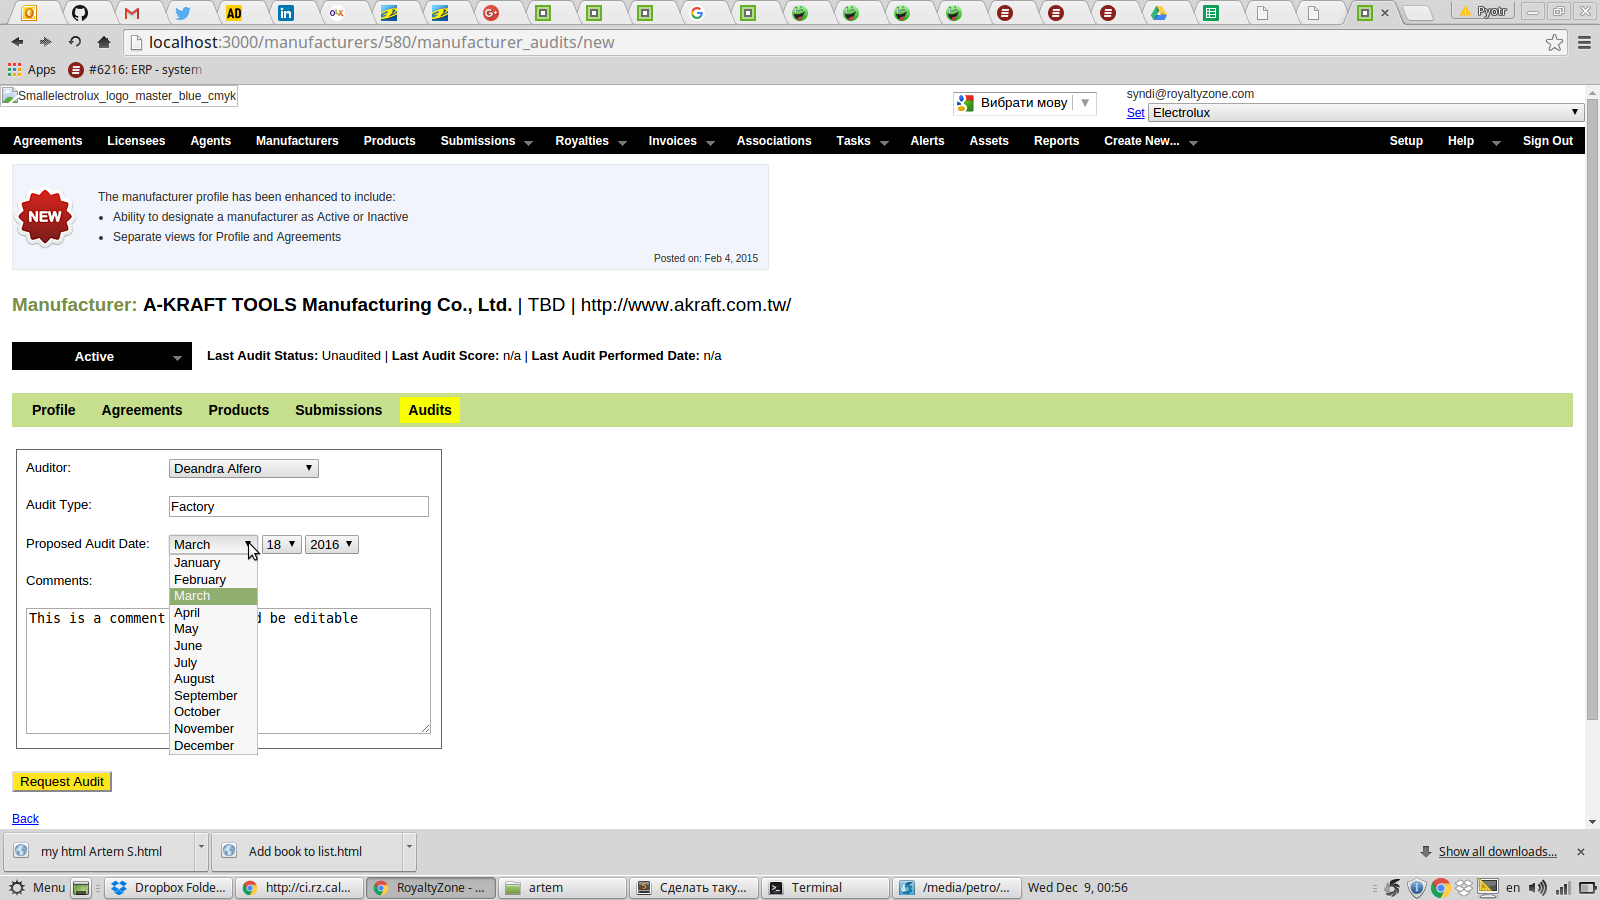 Pyotr
localhost:3000/manufacturers/580/manufacturer_audits/new
Apps #6216: ERP - system
Smallelectrolux_logo_master_blue_cmyk
Вибрати мову
syndi@royaltyzone.com
Set Electrolux
Agreements Licensees Agents Manufacturers Products Submissions Royalties Invoices Associations Tasks Alerts Assets Reports Create New... Setup Help Sign Out
NEW
The manufacturer profile has been enhanced to include:
• Ability to designate a manufacturer as Active or Inactive
• Separate views for Profile and Agreements
Posted on: Feb 4, 2015
Manufacturer: A-KRAFT TOOLS Manufacturing Co., Ltd. | TBD | http://www.akraft.com.tw/
Active Last Audit Status: Unaudited | Last Audit Score: n/a | Last Audit Performed Date: n/a
Profile Agreements Products Submissions Audits
Auditor: Deandra Alfero
Audit Type: Factory
Proposed Audit Date: March 18 2016
January
February
March
April
May
June
July
August
September
October
November
December
Comments:
This is a comment be editable
Request Audit
Back
my html Artem S.html Add book to list.html Show all downloads...
Menu Dropbox Folde... http://ci.rz.cal... RoyaltyZone - ... artem Сделать таку... Terminal /media/petro/... Wed Dec 9, 00:56 en